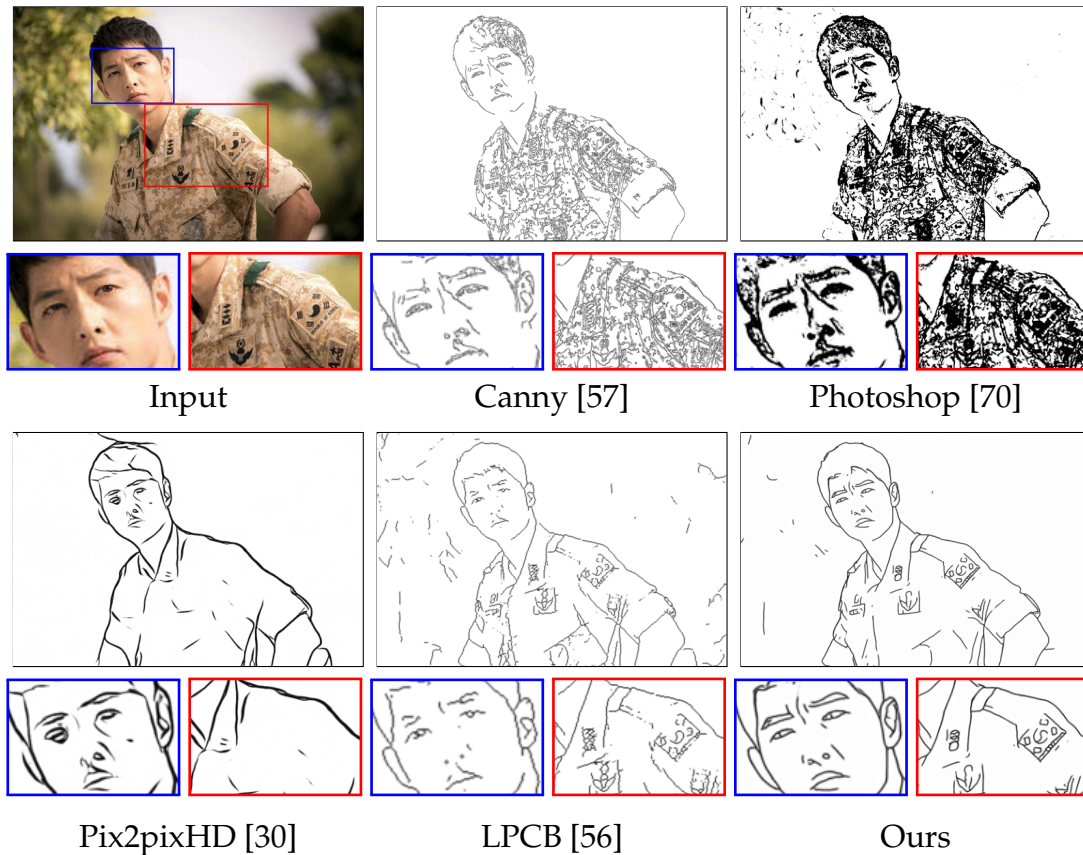 Input
Canny [57]
Photoshop [70]
Pix2pixHD [30]
LPCB [56]
Ours